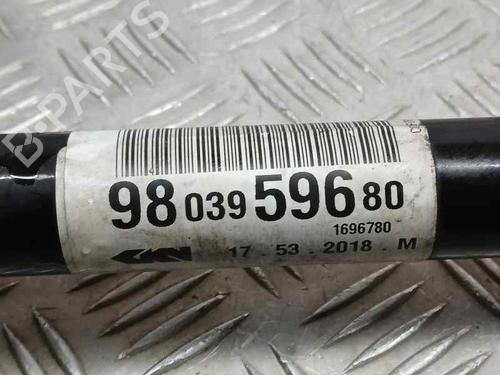 98 039 596 80
1696780
17 . 53 . 2018 . M
B-PARTS